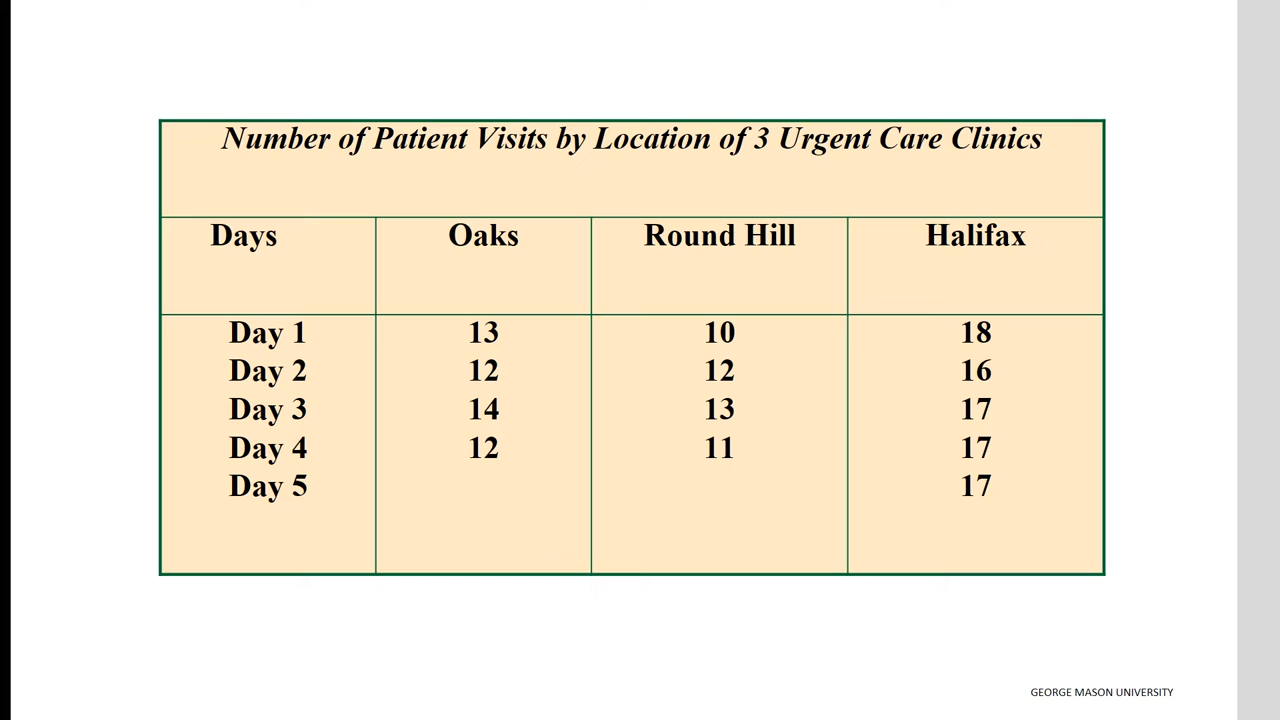 Number of Patient Visits by Location of 3 Urgent Care Clinics
Days Oaks Round Hill Halifax
Day 1 13 10 18
Day 2 12 12 16
Day 3 14 13 17
Day 4 12 11 17
Day 5 17
GEORGE MASON UNIVERSITY